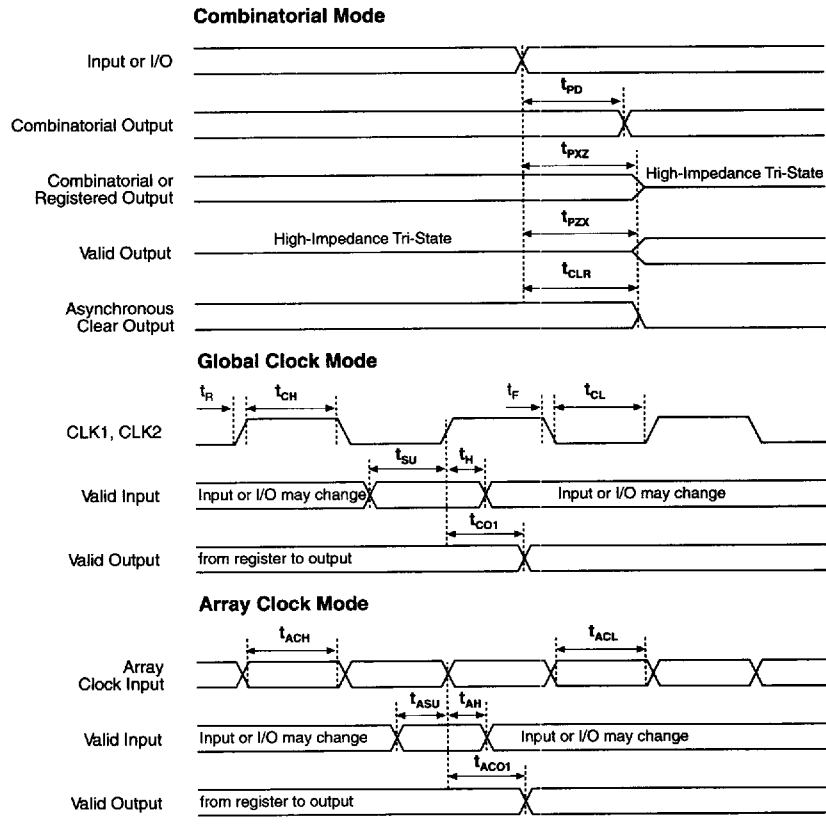 Combinatorial Mode
Input or I/O
tPD
Combinatorial Output
tPXZ
Combinatorial or
Registered Output
High-Impedance Tri-State
tPZX
Valid Output
High-Impedance Tri-State
tCLR
Asynchronous
Clear Output
Global Clock Mode
tR
tCH
tF
tCL
CLK1, CLK2
tSU
tH
Valid Input
Input or I/O may change
Input or I/O may change
tCO1
Valid Output
from register to output
Array Clock Mode
tACH
tACL
Array
Clock Input
tASU
tAH
Valid Input
Input or I/O may change
Input or I/O may change
tACO1
Valid Output
from register to output